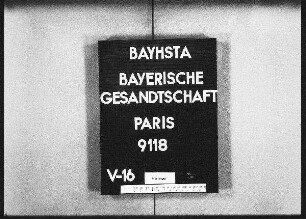 BAYHSTA
BAYERISCHE
GESANDTSCHAFT
PARIS
9118
V-16